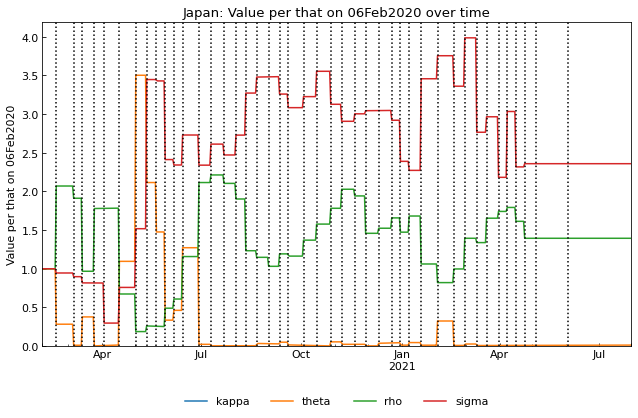 Japan: Value per that on 06Feb2020 over time
Value per that on 06Feb2020
4.0
3.5
3.0
2.5
2.0
1.5
1.0
0.5
0.0
Apr Jul Oct Jan Apr Jul
2021
kappa theta rho sigma